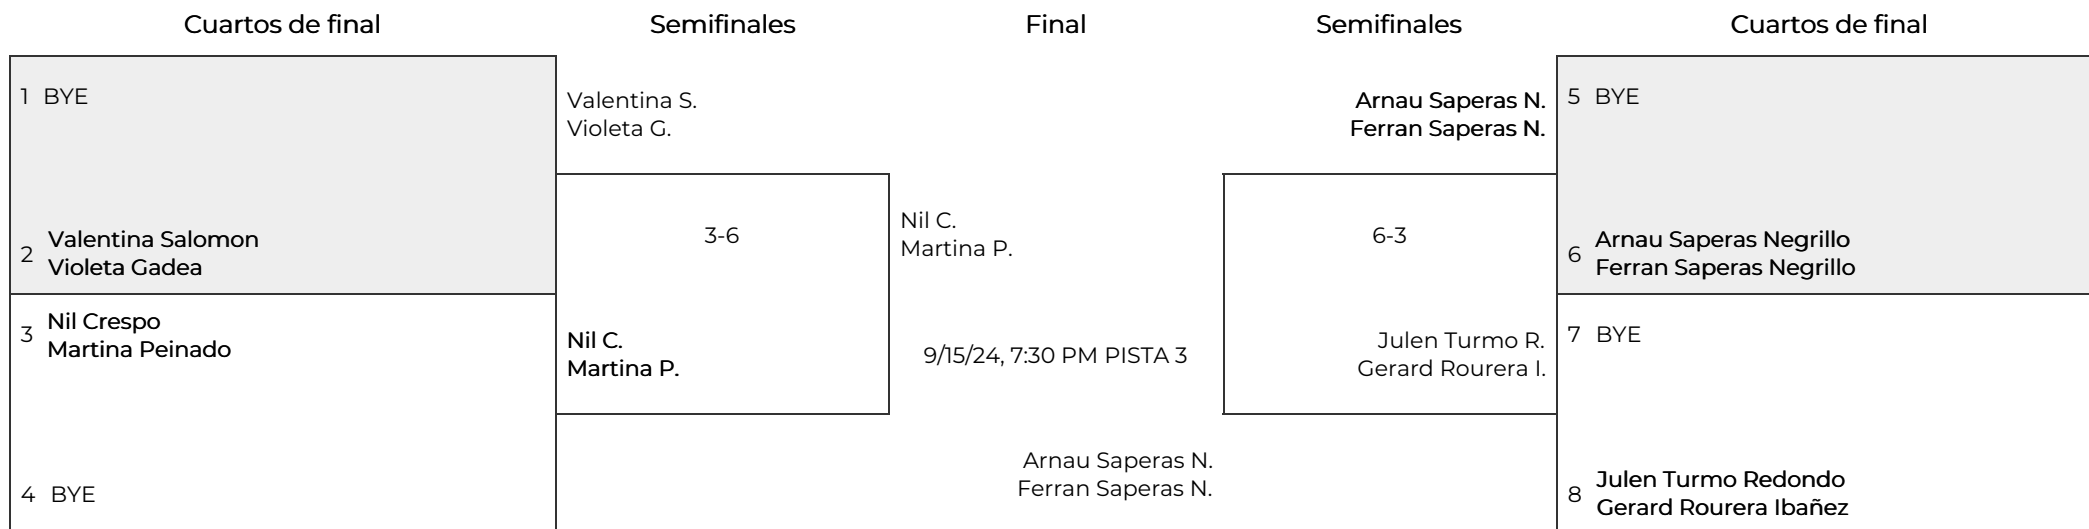 Cuartos de final
Semifinales
Final
Semifinales
Cuartos de final
1 BYE
2 Valentina Salomon
Violeta Gadea
3 Nil Crespo
Martina Peinado
4 BYE
Valentina S.
Violeta G.
3-6
Nil C.
Martina P.
Nil C.
Martina P.
9/15/24, 7:30 PM PISTA 3
Arnau Saperas N.
Ferran Saperas N.
Arnau Saperas N.
Ferran Saperas N.
6-3
Julen Turmo R.
Gerard Rourera I.
5 BYE
6 Arnau Saperas Negrillo
Ferran Saperas Negrillo
7 BYE
8 Julen Turmo Redondo
Gerard Rourera Ibañez